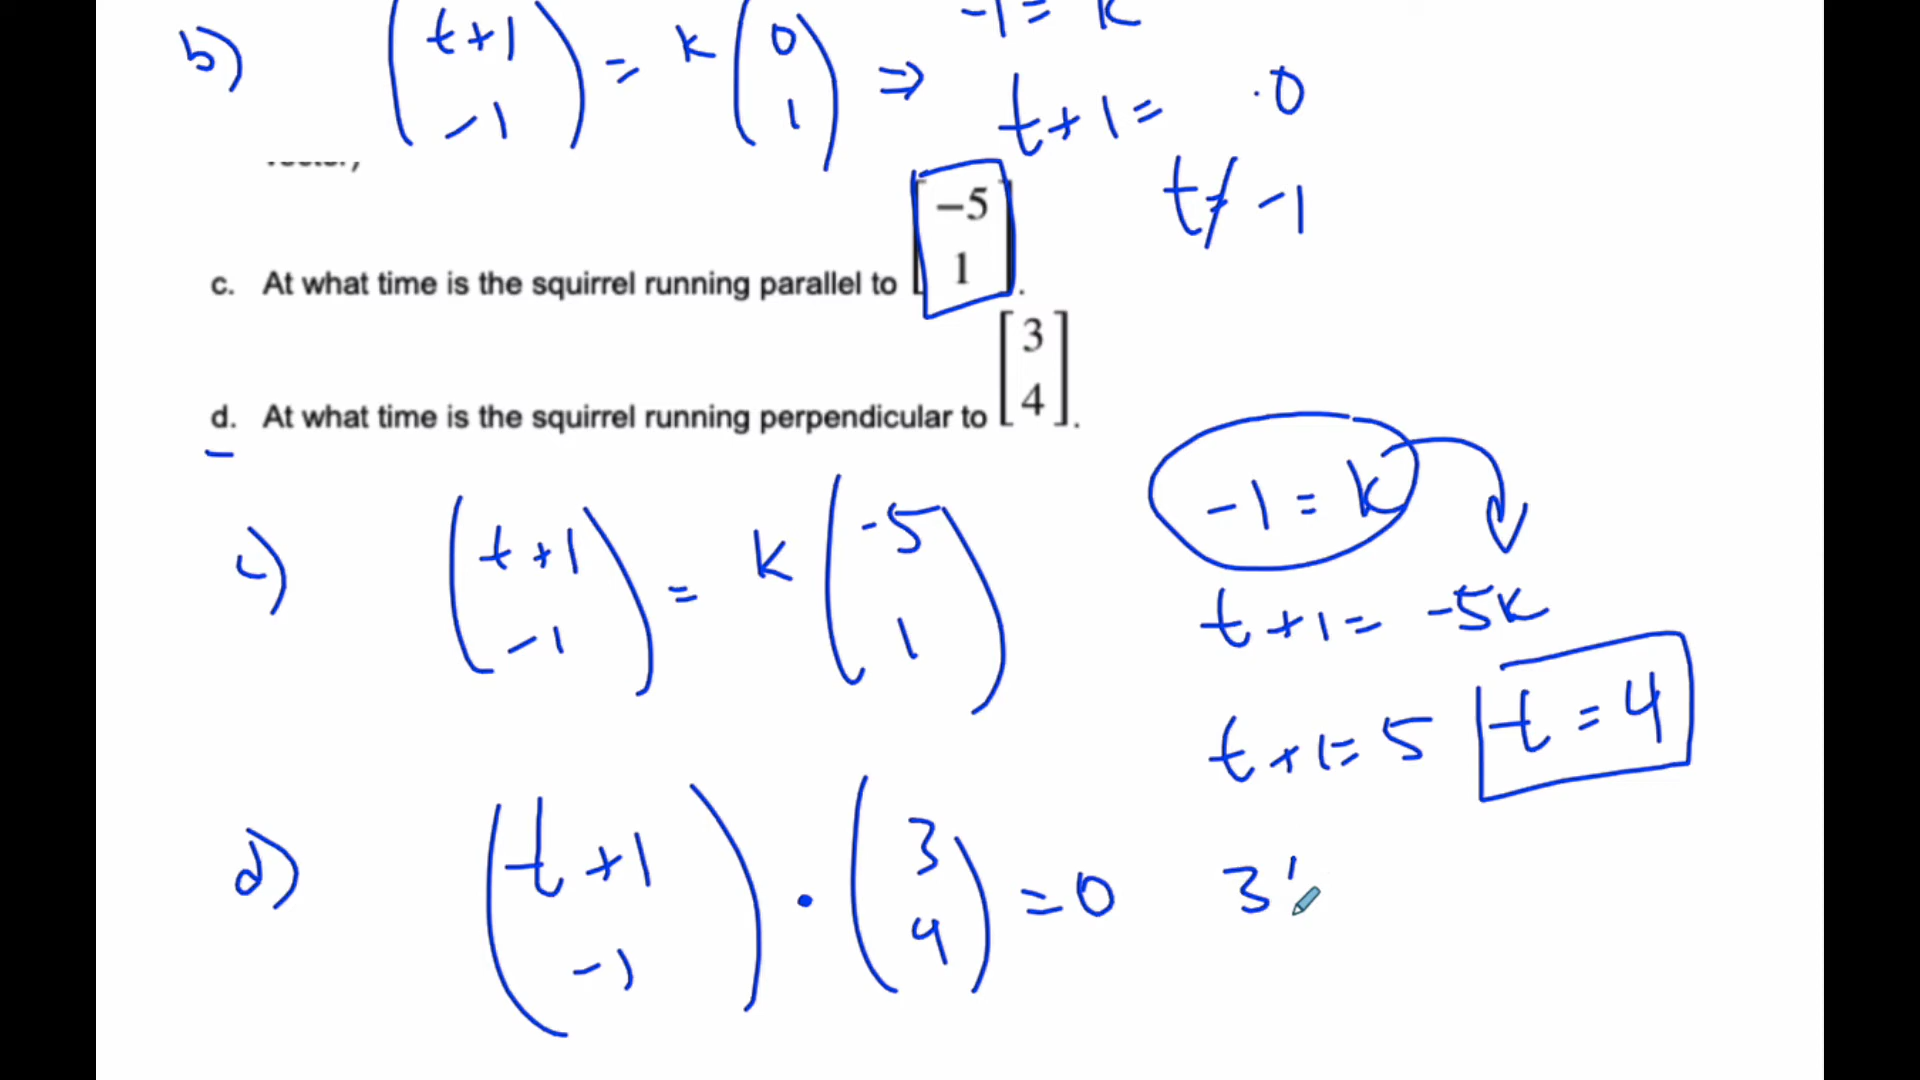 -1 = k
b) (t+1 -1) = k (0 1) ⇒ t+1 = ·0
t ≠ -1
c. At what time is the squirrel running parallel to [-5 1].
d. At what time is the squirrel running perpendicular to [3 4].
-1 = k
c) (t+1 -1) = k (-5 1)
t+1 = -5k
t+1 = 5 t = 4
d) (t+1 -1) · (3 4) = 0 3